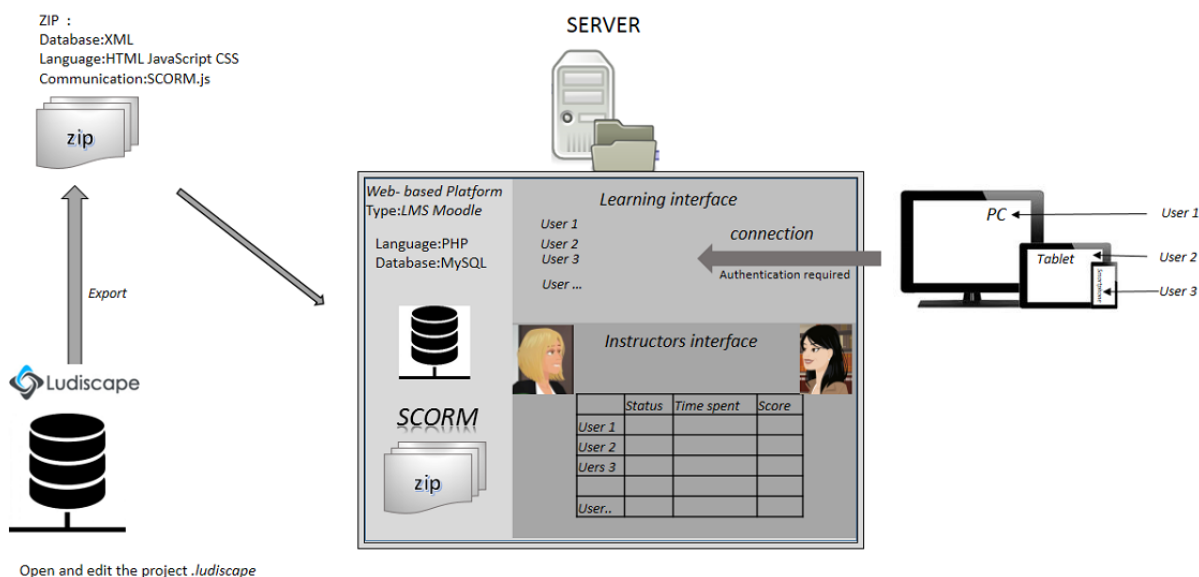 ZIP :
Database:XML
Language:HTML JavaScript CSS
Communication:SCORM.js
zip
Export
Ludiscape
Open and edit the project .ludiscape
SERVER
Web- based Platform
Type:LMS Moodle
Language:PHP
Database:MySQL
SCORM
zip
Learning interface
User 1
User 2
User 3
User ...
connection
Authentication required
Instructors interface
Status Time spent Score
User 1
User 2
Uers 3
User..
PC
Tablet
Smartphone
User 1
User 2
User 3